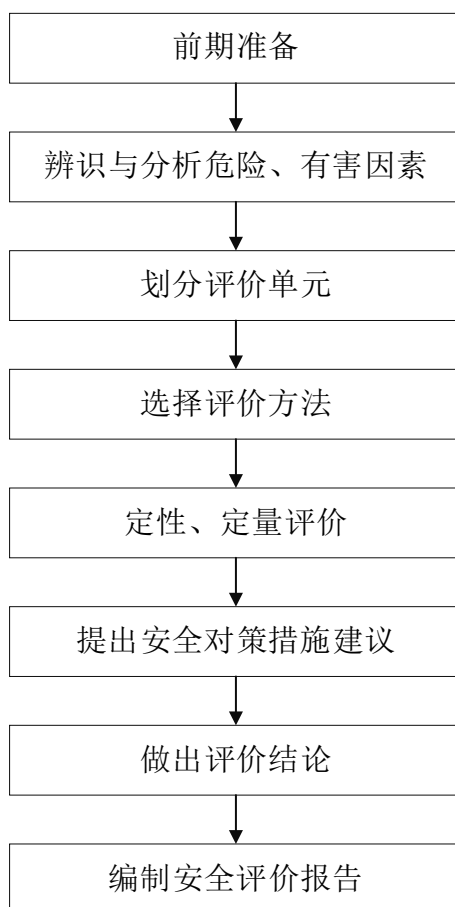 前期准备
辨识与分析危险、有害因素
划分评价单元
选择评价方法
定性、定量评价
提出安全对策措施建议
做出评价结论
编制安全评价报告